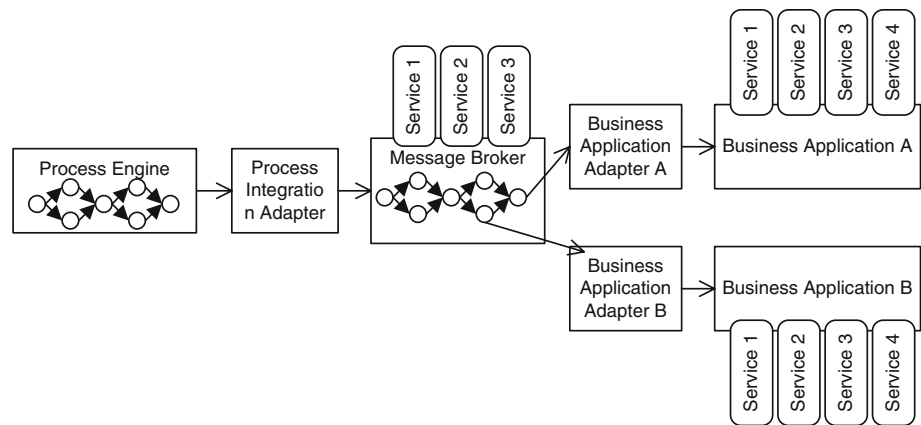 Service 1
Service 2
Service 3
Service 1
Service 2
Service 3
Service 4
Process Engine
Process
Integratio
n Adapter
Message Broker
Business
Application
Adapter A
Business Application A
Business
Application
Adapter B
Business Application B
Service 1
Service 2
Service 3
Service 4